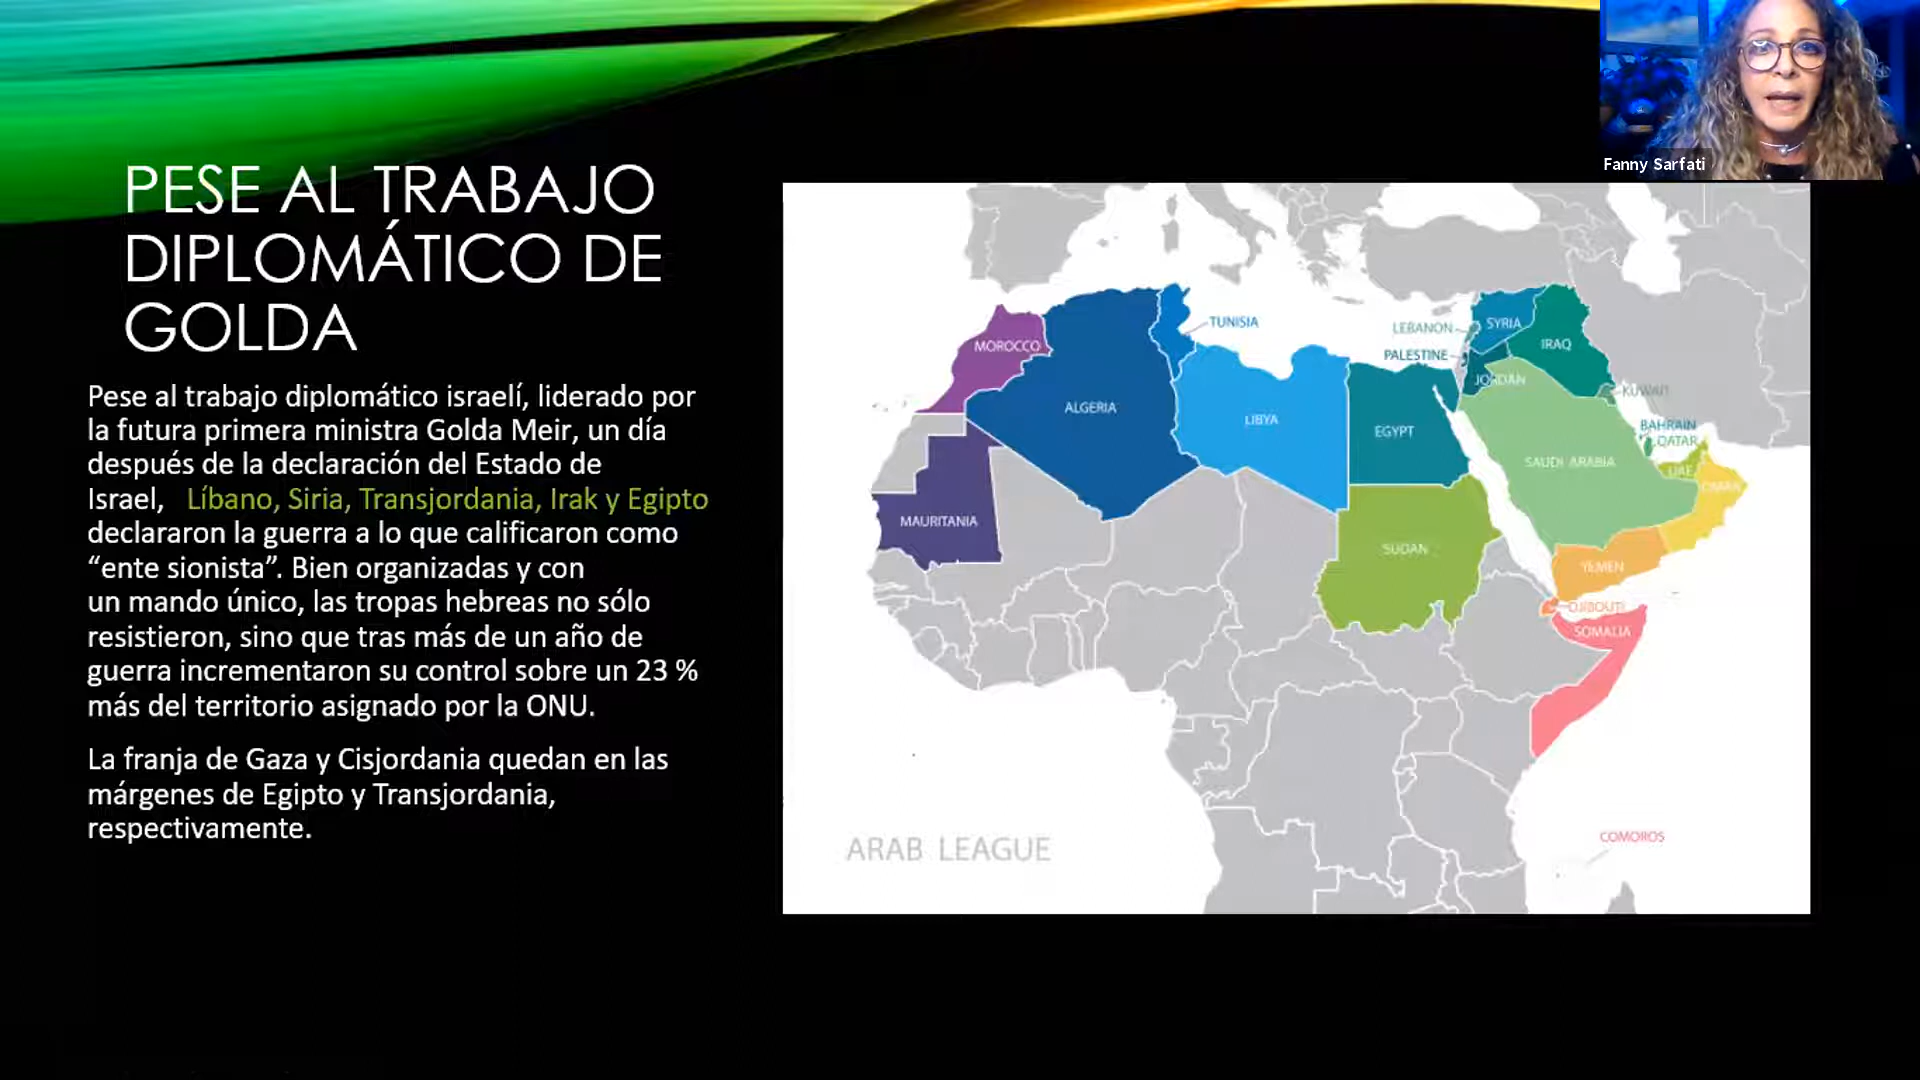 Fanny Sarfati
PESE AL TRABAJO
DIPLOMÁTICO DE
GOLDA
Pese al trabajo diplomático israelí, liderado por
la futura primera ministra Golda Meir, un día
después de la declaración del Estado de
Israel, Líbano, Siria, Transjordania, Irak y Egipto
declararon la guerra a lo que calificaron como
“ente sionista”. Bien organizadas y con
un mando único, las tropas hebreas no sólo
resistieron, sino que tras más de un año de
guerra incrementaron su control sobre un 23 %
más del territorio asignado por la ONU.
La franja de Gaza y Cisjordania quedan en las
márgenes de Egipto y Transjordania,
respectivamente.
TUNISIA
LEBANON
SYRIA
MOROCCO
PALESTINE
IRAQ
JORDAN
KUWAIT
ALGERIA
LIBYA
EGYPT
BAHRAIN
QATAR
SAUDI ARABIA
UAE
OMAN
MAURITANIA
SUDAN
YEMEN
DJIBOUTI
SOMALIA
COMOROS
ARAB LEAGUE